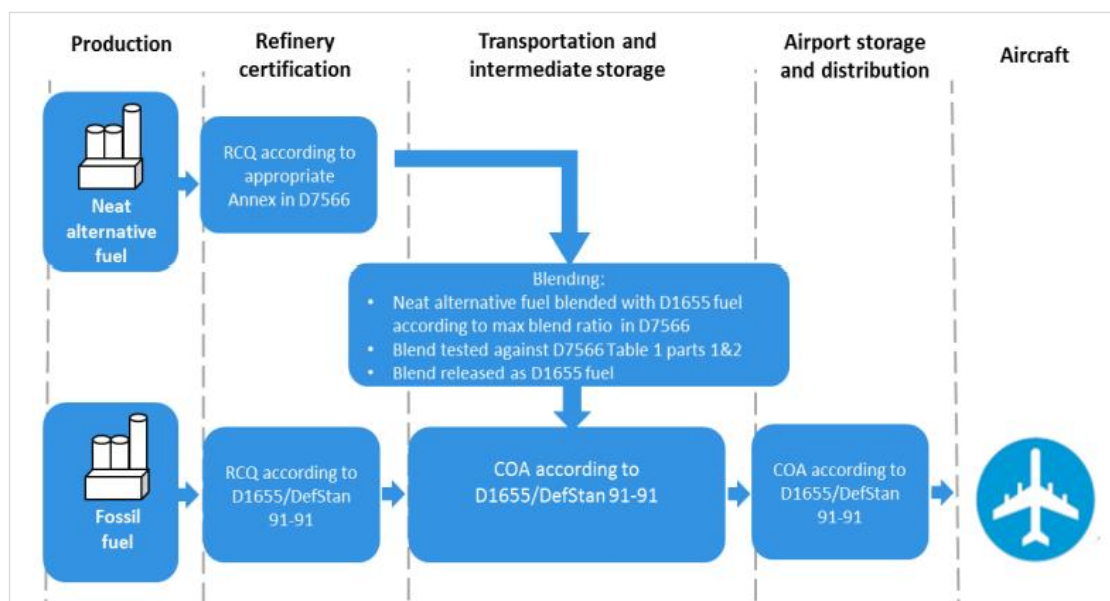 Production
Refinery
certification
Transportation and
intermediate storage
Airport storage
and distribution
Aircraft
Neat
alternative
fuel
RCQ according to
appropriate
Annex in D7566
Blending:
• Neat alternative fuel blended with D1655 fuel
according to max blend ratio in D7566
• Blend tested against D7566 Table 1 parts 1&2
• Blend released as D1655 fuel
Fossil
fuel
RCQ according to
D1655/DefStan
91-91
COA according to
D1655/DefStan 91-91
COA according to
D1655/DefStan
91-91